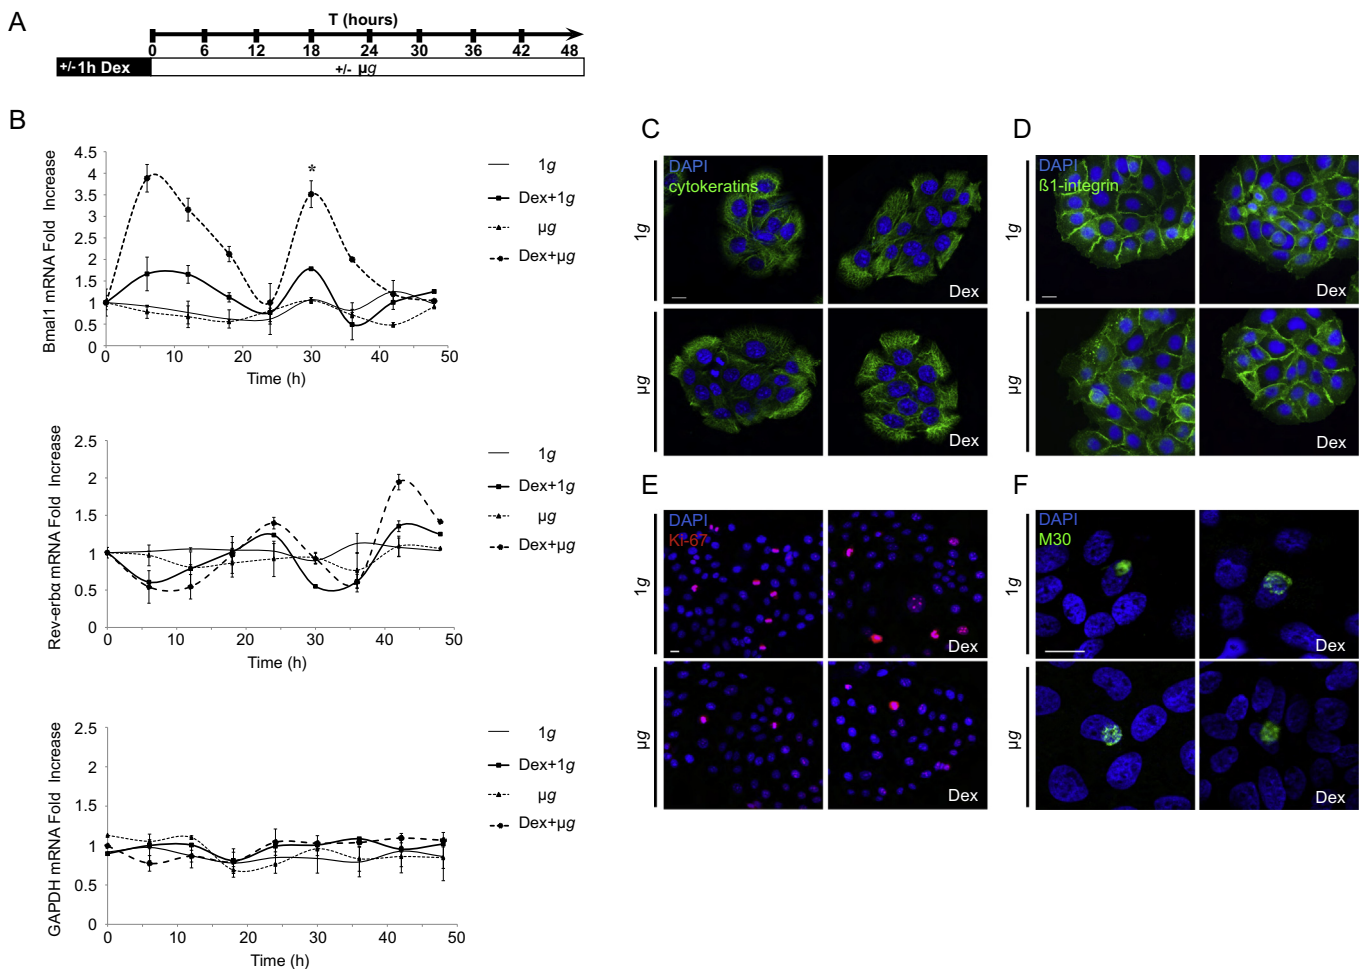 A
T (hours)
0 6 12 18 24 30 36 42 48
+/-1h Dex
+/- µg
B
Bmal1 mRNA Fold Increase
4.5
4
3.5
3
2.5
2
1.5
1
0.5
0
*
0 10 20 30 40 50
Time (h)
1g
Dex+1g
µg
Dex+µg
Rev-erbα mRNA Fold Increase
2.5
2
1.5
1
0.5
0
0 10 20 30 40 50
Time (h)
1g
Dex+1g
µg
Dex+µg
GAPDH mRNA Fold Increase
2.5
2
1.5
1
0.5
0
0 10 20 30 40 50
Time (h)
1g
Dex+1g
µg
Dex+µg
C
1g
DAPI
cytokeratins
Dex
µg
Dex
D
1g
DAPI
ß1-integrin
Dex
µg
Dex
E
1g
DAPI
KI-67
Dex
µg
Dex
F
1g
DAPI
M30
Dex
µg
Dex